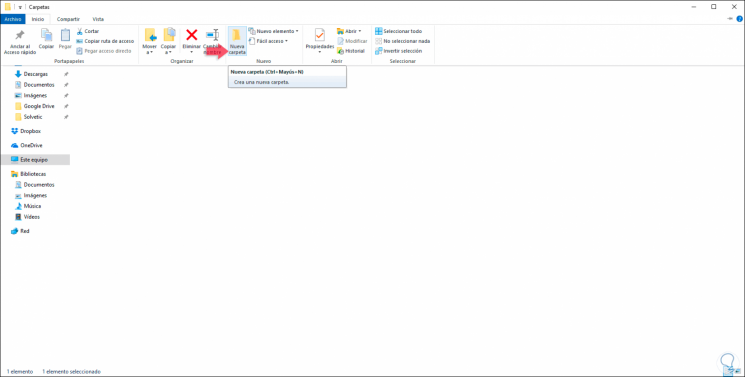 Carpetas
Archivo Inicio Compartir Vista
Anclar al Acceso rápido
Copiar
Pegar
Cortar
Copiar ruta de acceso
Pegar acceso directo
Portapapeles
Mover a
Copiar a
Eliminar
Cambiar
Organizar
Nueva carpeta
Nuevo elemento
Fácil acceso
Nuevo
Propiedades
Abrir
Modificar
Historial
Abrir
Seleccionar todo
No seleccionar nada
Invertir selección
Seleccionar
Nueva carpeta (Ctrl+Mayús+N)
Crea una nueva carpeta.
Descargas
Documentos
Imágenes
Google Drive
Solvetic
Dropbox
OneDrive
Este equipo
Bibliotecas
Documentos
Imágenes
Música
Vídeos
Red
1 elemento 1 elemento seleccionado